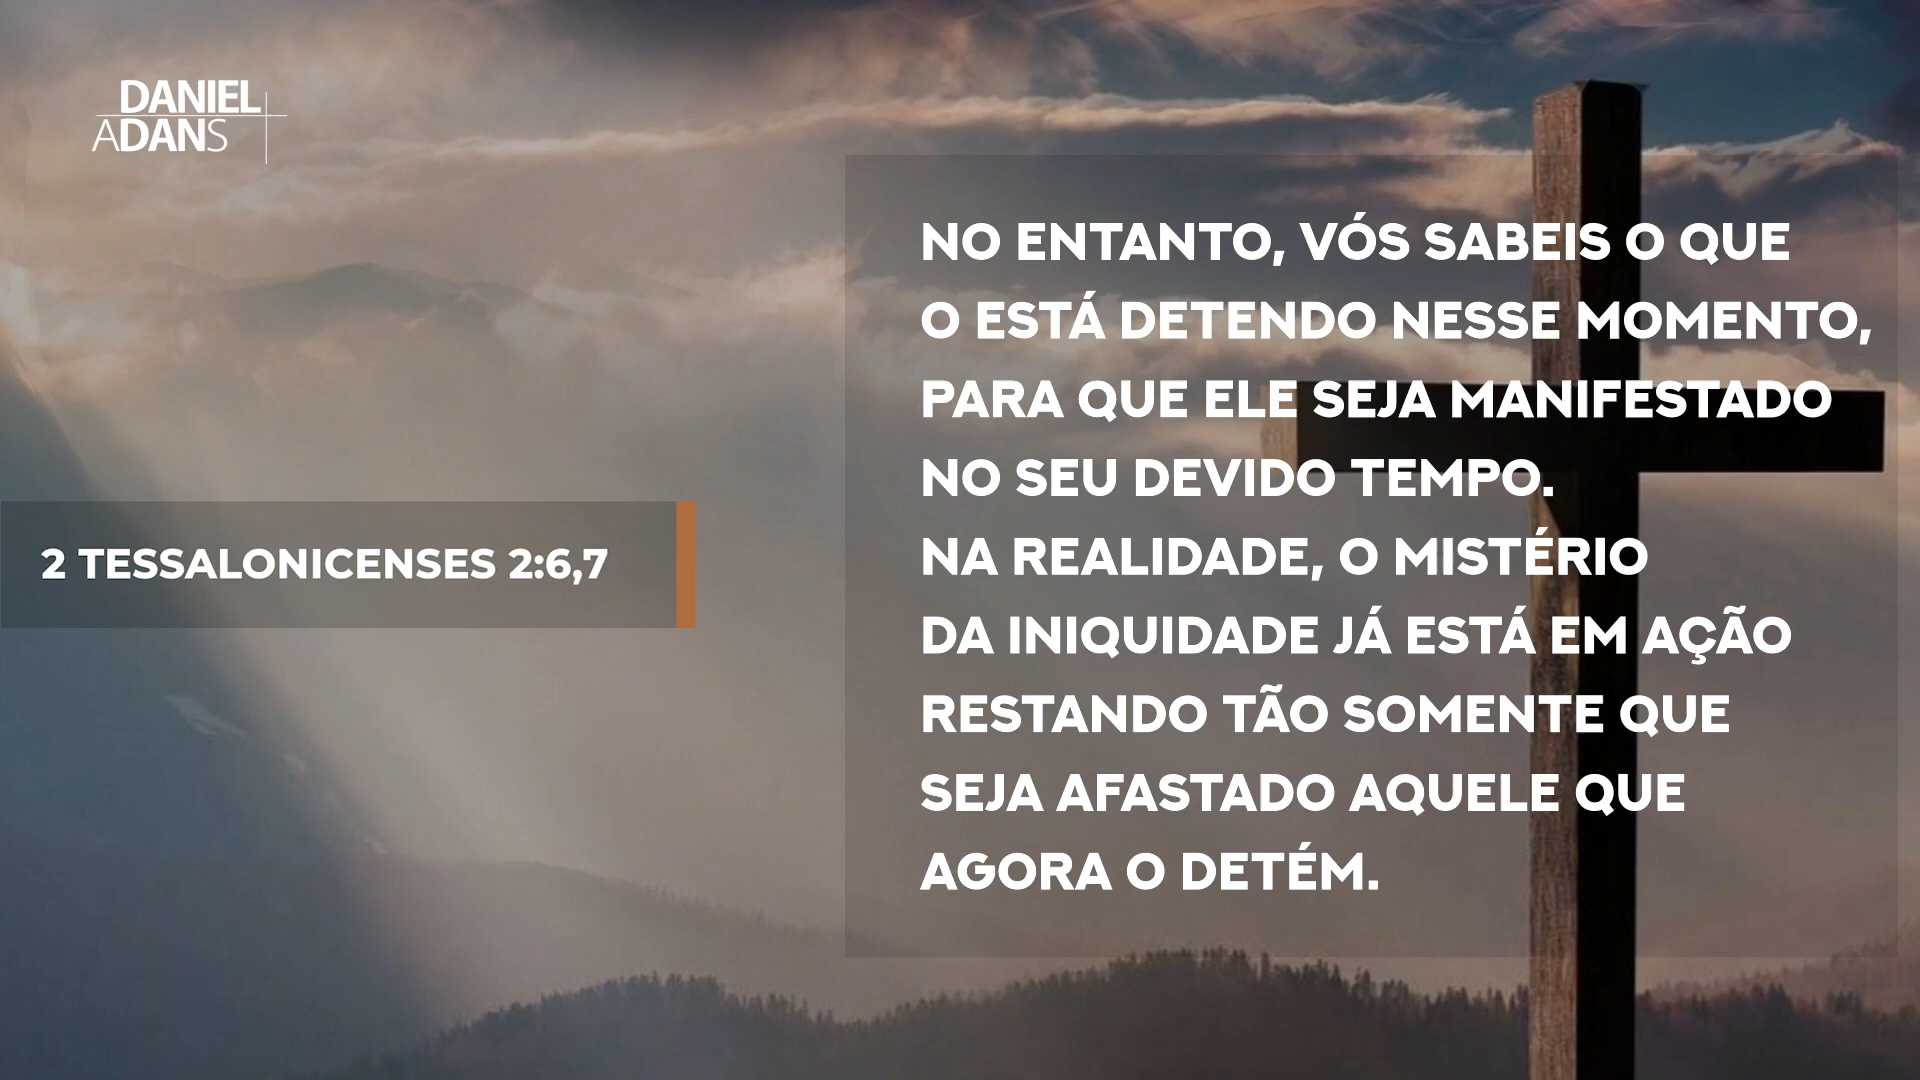 DANIEL
ADANS
2 TESSALONICENSES 2:6,7
NO ENTANTO, VÓS SABEIS O QUE
O ESTÁ DETENDO NESSE MOMENTO,
PARA QUE ELE SEJA MANIFESTADO
NO SEU DEVIDO TEMPO.
NA REALIDADE, O MISTÉRIO
DA INIQUIDADE JÁ ESTÁ EM AÇÃO
RESTANDO TÃO SOMENTE QUE
SEJA AFASTADO AQUELE QUE
AGORA O DETÉM.